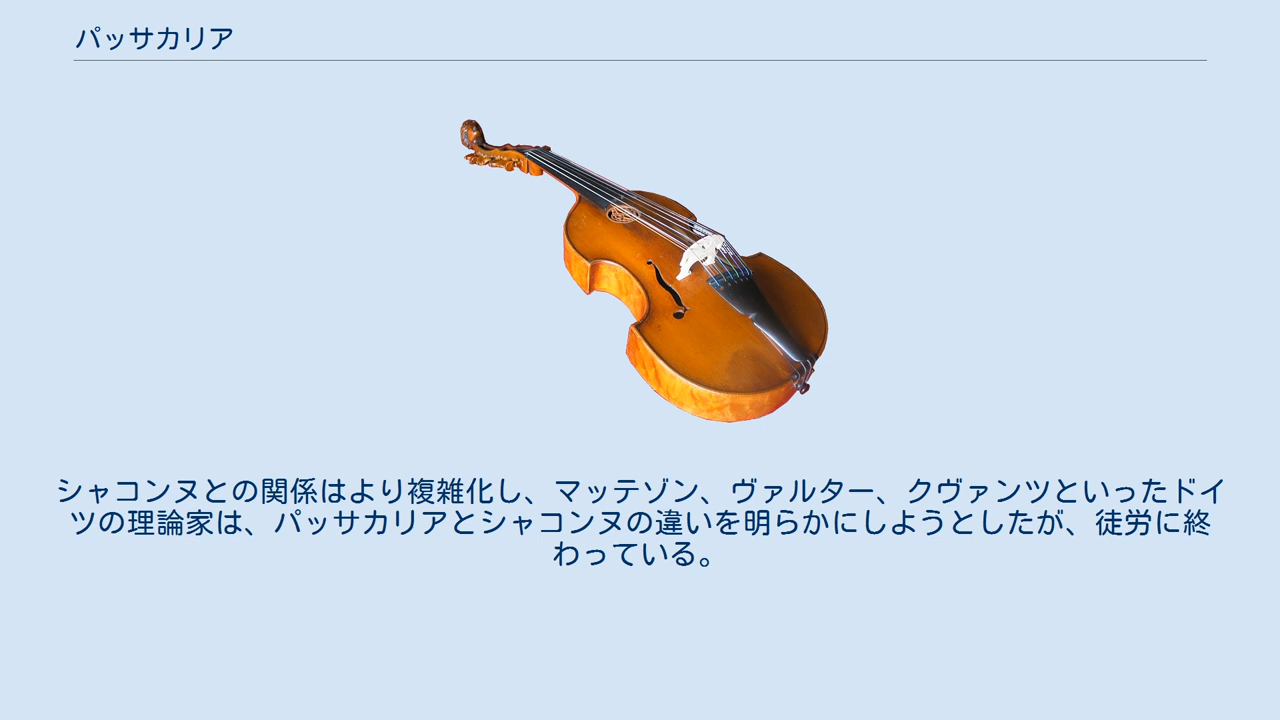 パッサカリア
シャコンヌとの関係はより複雑化し、マッテゾン、ヴァルター、クヴァンツといったドイ
ツの理論家は、パッサカリアとシャコンヌの違いを明らかにしようとしたが、徒労に終
わっている。